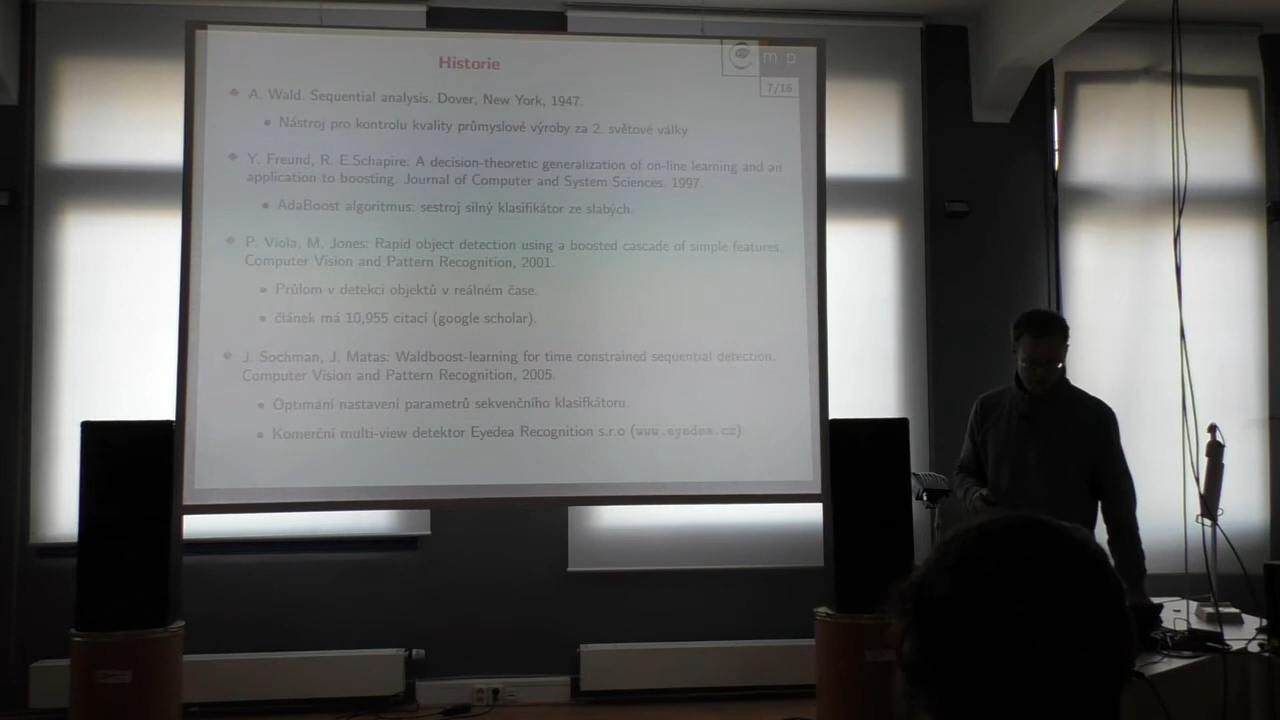 Historie
m p
7/16
A. Wald. Sequential analysis. Dover, New York, 1947.
Nástroj pro kontrolu kvality průmyslové výroby za 2. světové války
Y. Freund, R. E.Schapire: A decision-theoretic generalization of on-line learning and an
application to boosting. Journal of Computer and System Sciences. 1997.
AdaBoost algoritmus: sestroj silný klasifikátor ze slabých.
P. Viola, M. Jones: Rapid object detection using a boosted cascade of simple features.
Computer Vision and Pattern Recognition, 2001.
Průlom v detekci objektů v reálném čase.
článek má 10,955 citací (google scholar).
J. Sochman, J. Matas: Waldboost-learning for time constrained sequential detection.
Computer Vision and Pattern Recognition, 2005.
Optimání nastavení parametrů sekvenčního klasifkátoru.
Komerční multi-view detektor Eyedea Recognition s.r.o (www.eyedea.cz)